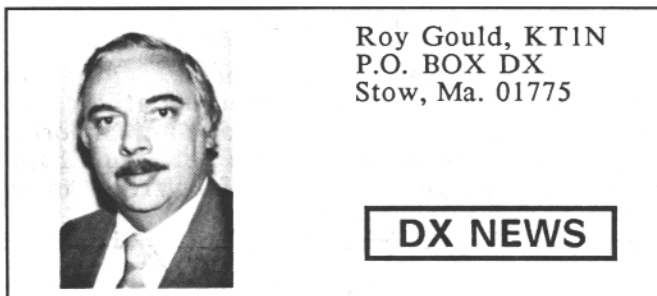 Roy Gould, KT1N
P.O. BOX DX
Stow, Ma. 01775
DX NEWS